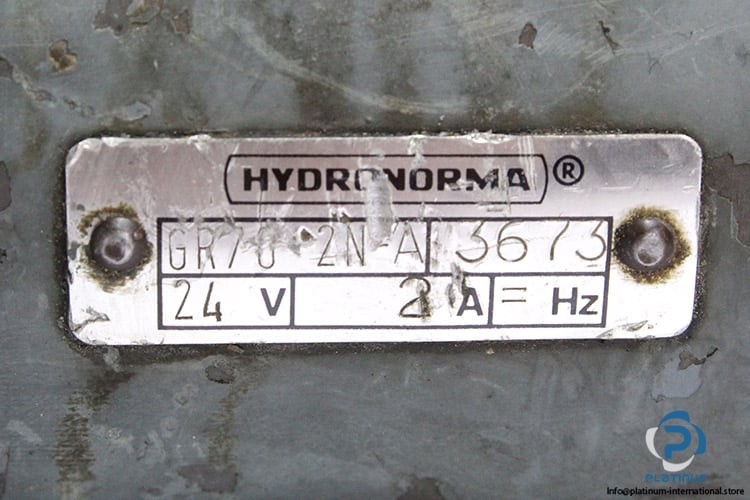 HYDRONORMA ®
GR70 2N-A 3673
24 V 2 A = Hz
PLATINUM
Info@platinum-international.store